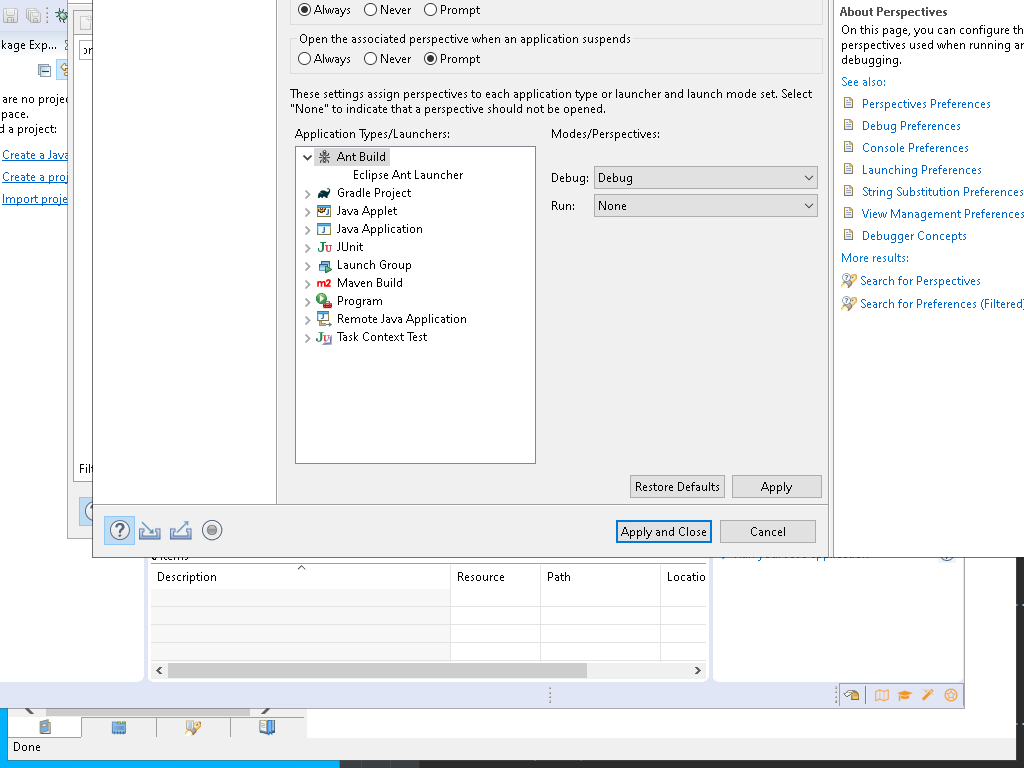 Always Never Prompt
Open the associated perspective when an application suspends
Always Never Prompt
These settings assign perspectives to each application type or launcher and launch mode set. Select
"None" to indicate that a perspective should not be opened.
Application Types/Launchers:
Modes/Perspectives:
Ant Build
Eclipse Ant Launcher
Gradle Project
Java Applet
Java Application
JUnit
Launch Group
Maven Build
Program
Remote Java Application
Task Context Test
Debug: Debug
Run: None
Restore Defaults Apply
Apply and Close Cancel
About Perspectives
On this page, you can configure th
perspectives used when running an
debugging.
See also:
Perspectives Preferences
Debug Preferences
Console Preferences
Launching Preferences
String Substitution Preferences
View Management Preferences
Debugger Concepts
More results:
Search for Perspectives
Search for Preferences (Filtered)
kage Exp...
are no projec
pace.
d a project:
Create a Java
Create a proj
Import proje
Filt
Description Resource Path Locatio
Done